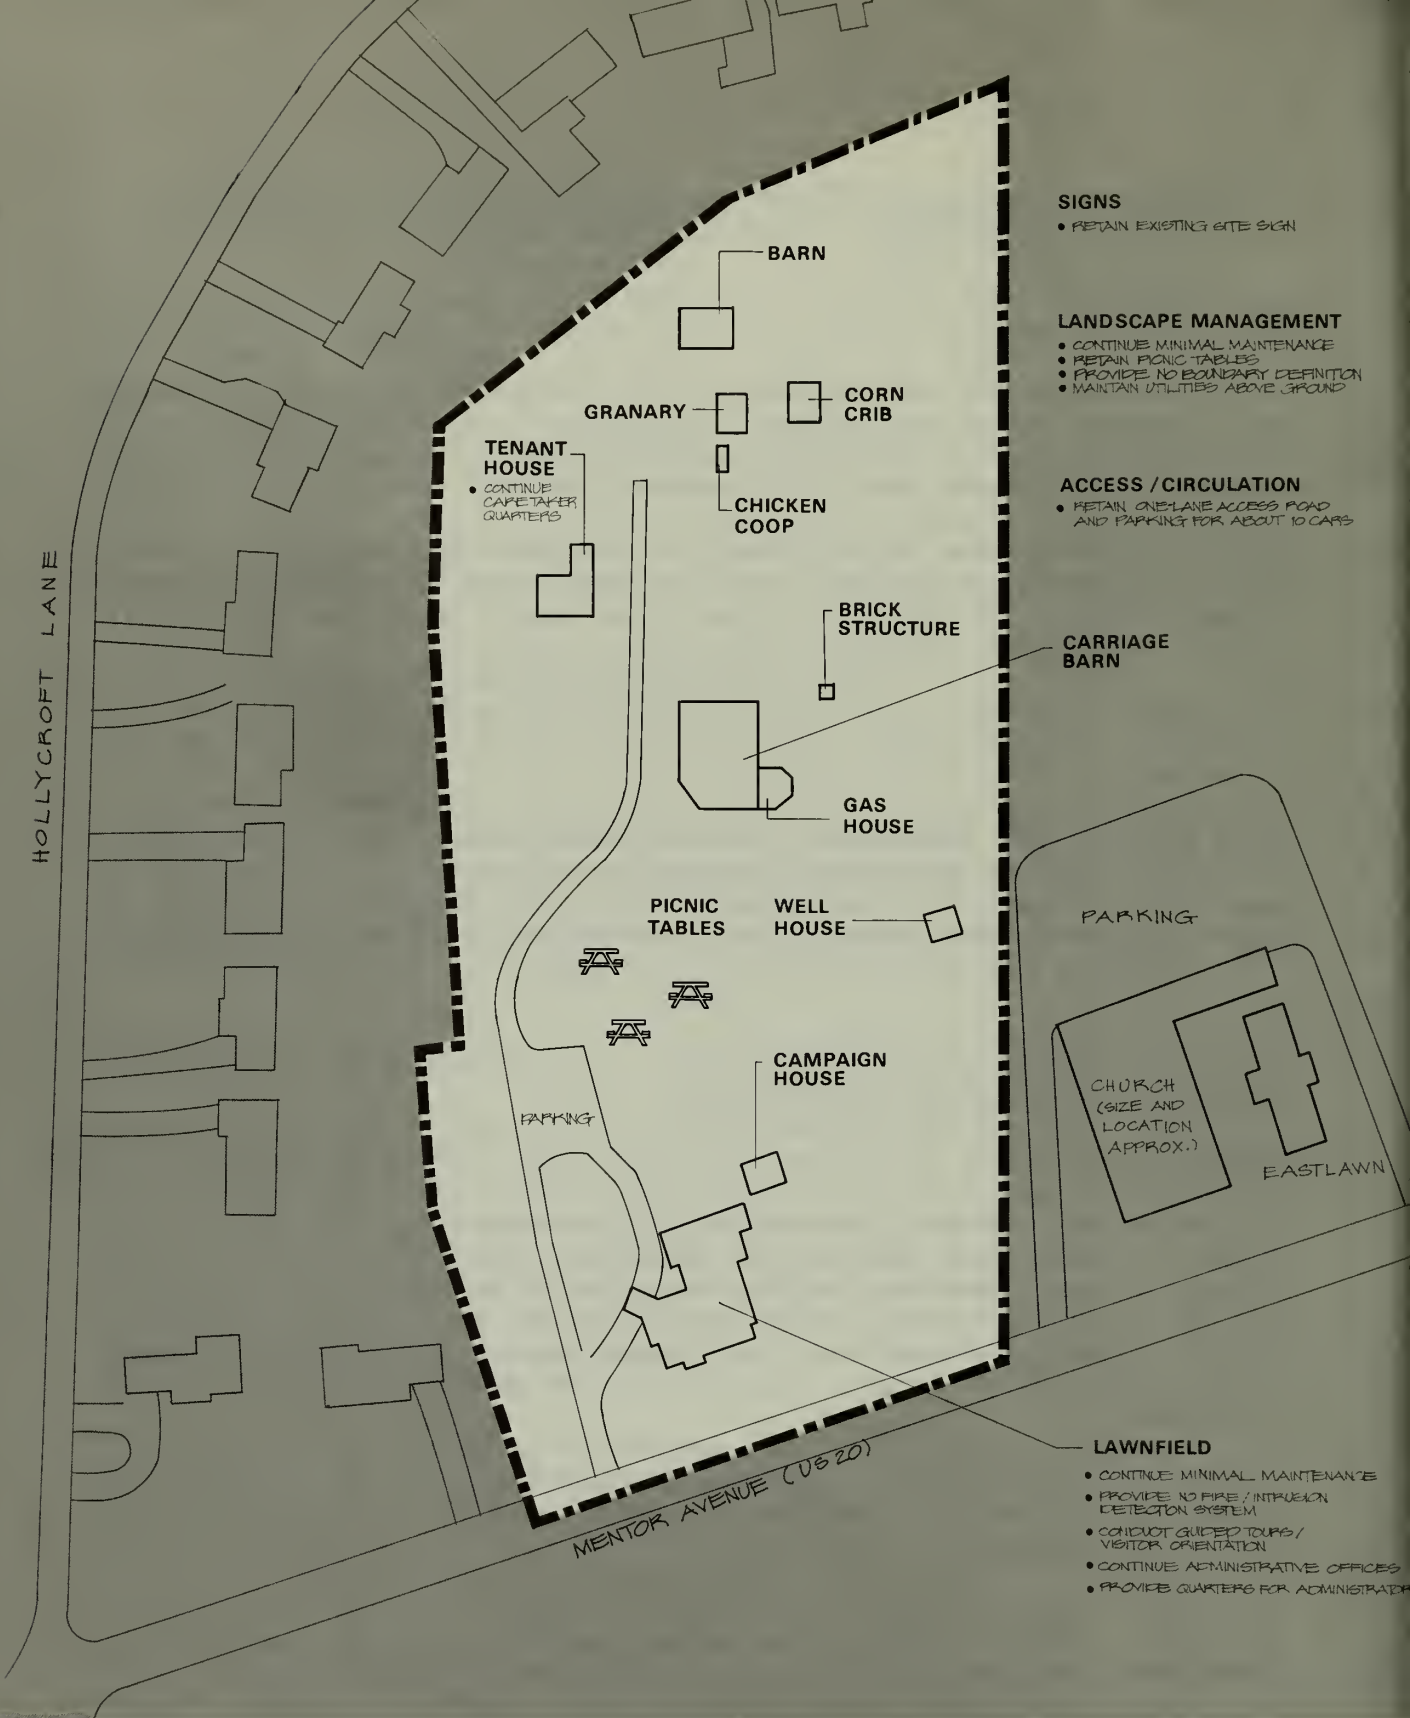 SIGNS
• RETAIN EXISTING SITE SIGN
BARN
LANDSCAPE MANAGEMENT
• CONTINUE MINIMAL MAINTENANCE
• RETAIN PICNIC TABLES
• PROVIDE NO BOUNDARY DEFINITION
• MAINTAIN UTILITIES ABOVE GROUND
GRANARY
CORN
CRIB
TENANT
HOUSE
• CONTINUE
CARETAKER
QUARTERS
CHICKEN
COOP
ACCESS / CIRCULATION
• RETAIN ONE-LANE ACCESS ROAD
AND PARKING FOR ABOUT 10 CARS
HOLLYCROFT LANE
BRICK
STRUCTURE
CARRIAGE
BARN
GAS
HOUSE
PICNIC
TABLES
WELL
HOUSE
PARKING
CAMPAIGN
HOUSE
PARKING
CHURCH
(SIZE AND
LOCATION
APPROX.)
EASTLAWN
MENTOR AVENUE (US 20)
LAWNFIELD
• CONTINUE MINIMAL MAINTENANCE
• PROVIDE NO FIRE / INTRUSION
DETECTION SYSTEM
• CONDUCT GUIDED TOURS /
VISITOR ORIENTATION
• CONTINUE ADMINISTRATIVE OFFICES
• PROVIDE QUARTERS FOR ADMINISTRATOR